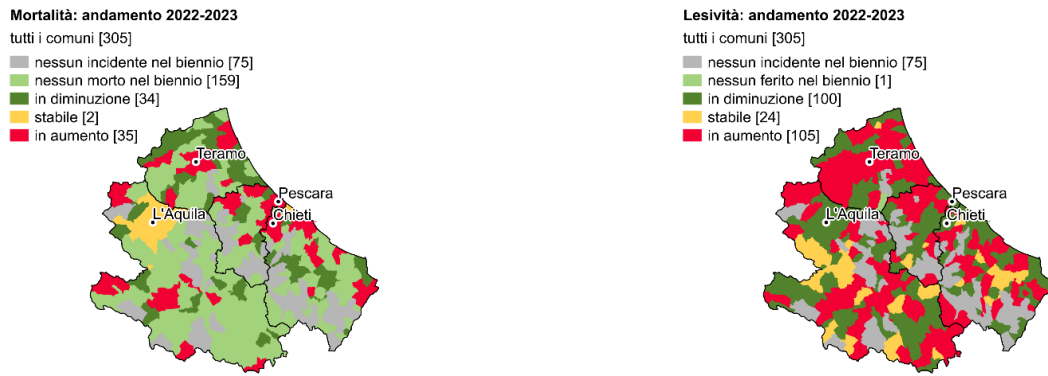 Mortalità: andamento 2022-2023
tutti i comuni [305]
nessun incidente nel biennio [75]
nessun morto nel biennio [159]
in diminuzione [34]
stabile [2]
in aumento [35]
Teramo
Pescara
L'Aquila
Chieti
Lesività: andamento 2022-2023
tutti i comuni [305]
nessun incidente nel biennio [75]
nessun ferito nel biennio [1]
in diminuzione [100]
stabile [24]
in aumento [105]
Teramo
Pescara
L'Aquila
Chieti